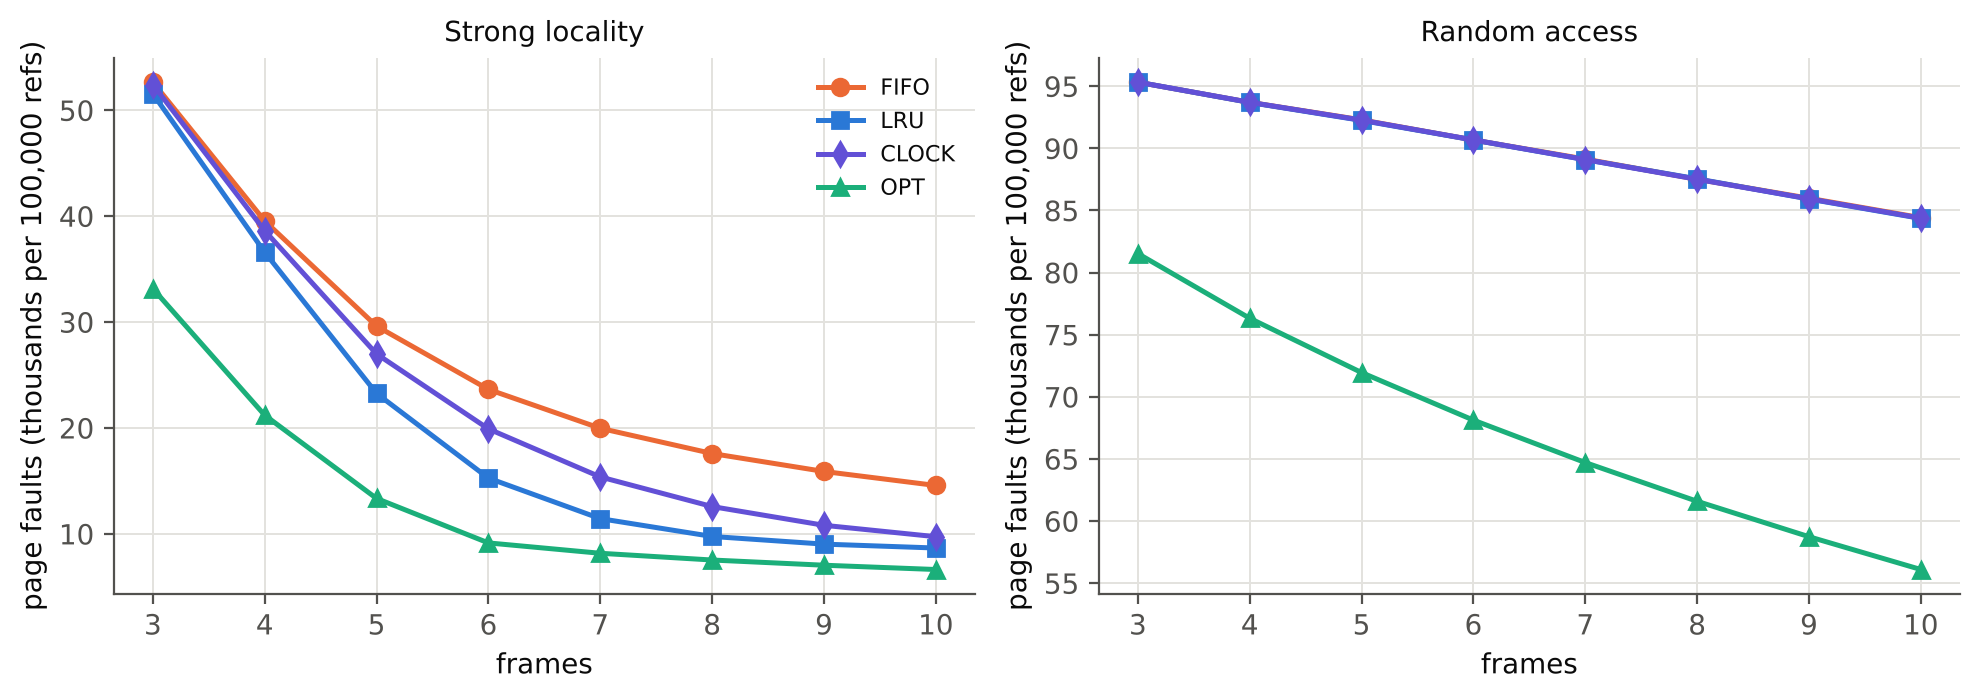 Strong locality
page faults (thousands per 100,000 refs)
50
40
30
20
10
FIFO
LRU
CLOCK
OPT
3 4 5 6 7 8 9 10
frames
Random access
page faults (thousands per 100,000 refs)
95
90
85
80
75
70
65
60
55
3 4 5 6 7 8 9 10
frames